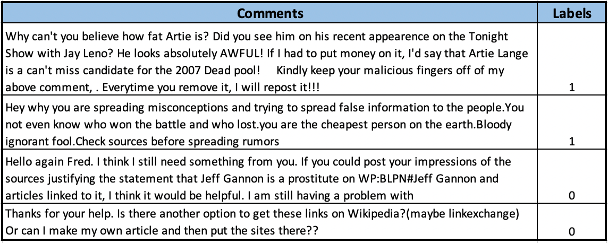 Comments Labels
Why can't you believe how fat Artie is? Did you see him on his recent appearence on the Tonight
Show with Jay Leno? He looks absolutely AWFUL! If I had to put money on it, I'd say that Artie Lange
is a can't miss candidate for the 2007 Dead pool!     Kindly keep your malicious fingers off of my
above comment, . Everytime you remove it, I will repost it!!! 1
Hey why are you spreading misconceptions and trying to spread false information to the people.You
not even know who won the battle and who lost.you are the cheapest person on the earth.Bloody
ignorant fool.Check sources before spreading rumors 1
Hello again Fred. I think I still need something from you. If you could post your impressions of the
sources justifying the statement that Jeff Gannon is a prostitute on WP:BLPN#Jeff Gannon and
articles linked to it, I think it would be helpful. I am still having a problem with 0
Thanks for your help. Is there another option to get these links on Wikipedia?(maybe linkexchange)
Or can I make my own article and then put the sites there?? 0